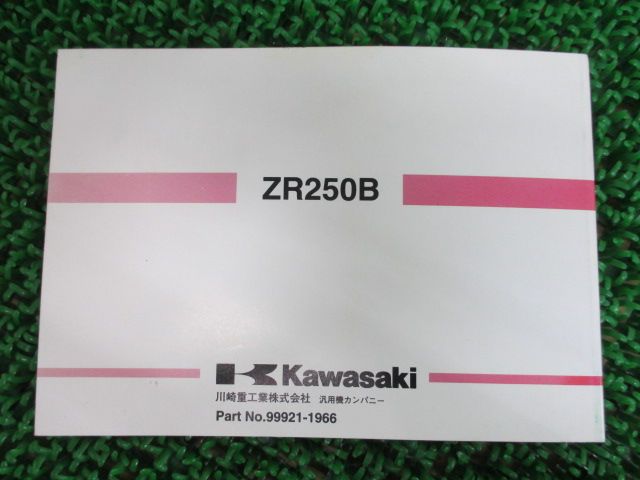 ZR250B
Kawasaki
川崎重工業株式会社 汎用機カンパニー
Part No.99921-1966